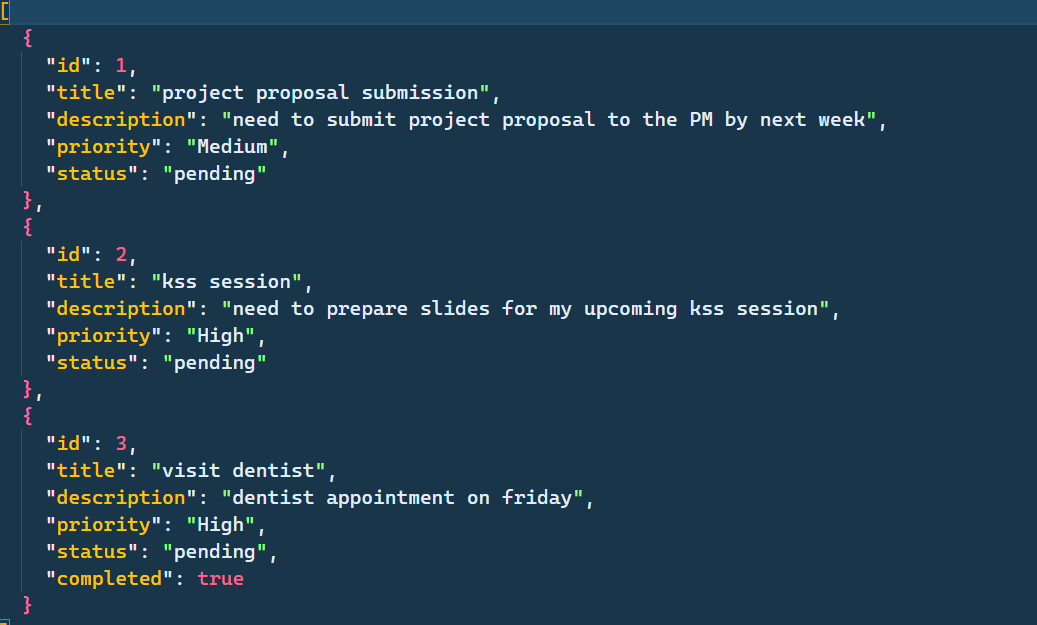 [
{
"id": 1,
"title": "project proposal submission",
"description": "need to submit project proposal to the PM by next week",
"priority": "Medium",
"status": "pending"
},
{
"id": 2,
"title": "kss session",
"description": "need to prepare slides for my upcoming kss session",
"priority": "High",
"status": "pending"
},
{
"id": 3,
"title": "visit dentist",
"description": "dentist appointment on friday",
"priority": "High",
"status": "pending",
"completed": true
}